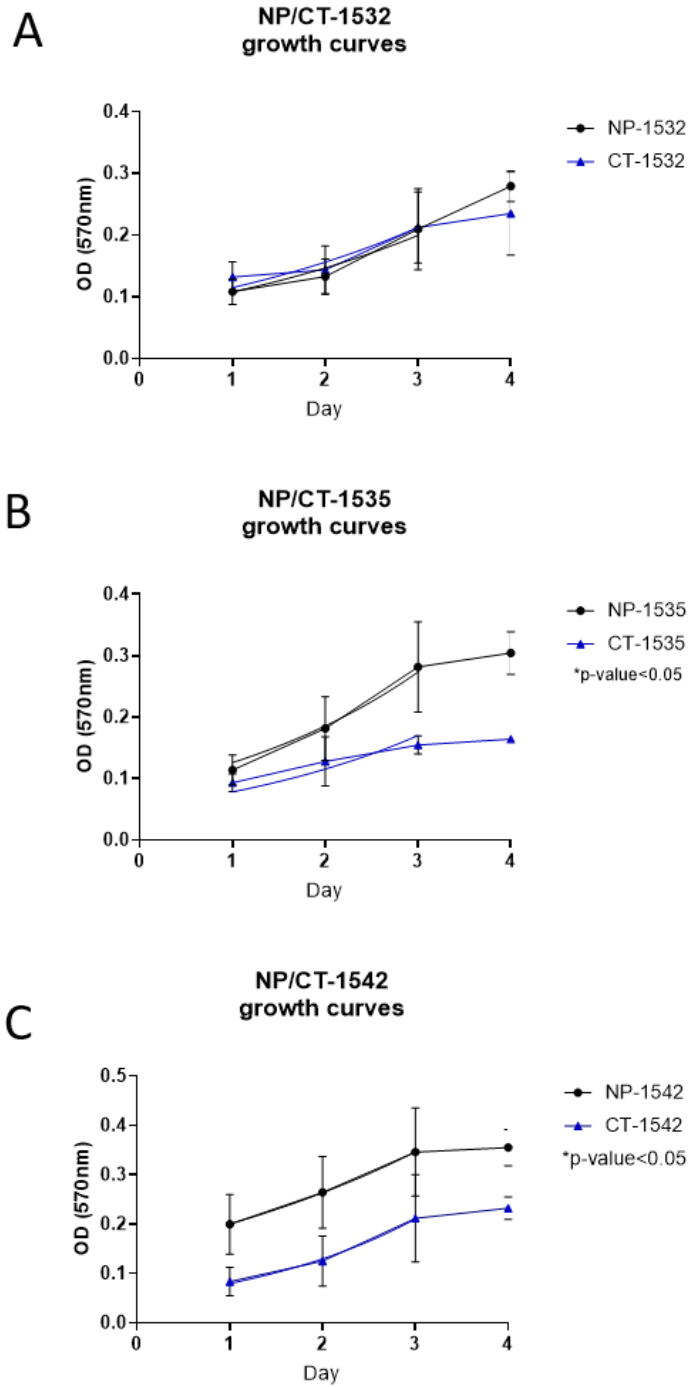 A
NP/CT-1532
growth curves
0.4
0.3
0.2
0.1
0.0
OD (570nm)
0 1 2 3 4
Day
NP-1532
CT-1532
B
NP/CT-1535
growth curves
0.4
0.3
0.2
0.1
0.0
OD (570nm)
0 1 2 3 4
Day
NP-1535
CT-1535
*p-value<0.05
C
NP/CT-1542
growth curves
0.5
0.4
0.3
0.2
0.1
0.0
OD (570nm)
0 1 2 3 4
Day
NP-1542
CT-1542
*p-value<0.05